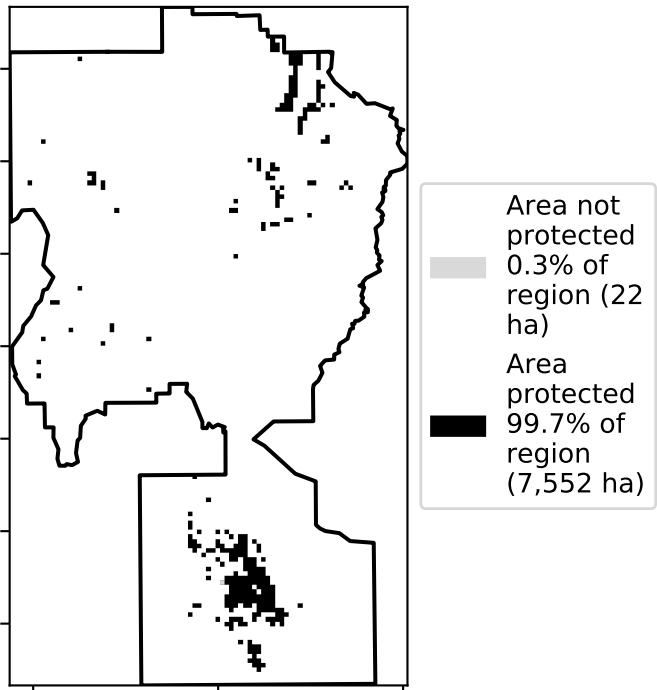 Area not
protected
0.3% of
region (22
ha)
Area
protected
99.7% of
region
(7,552 ha)